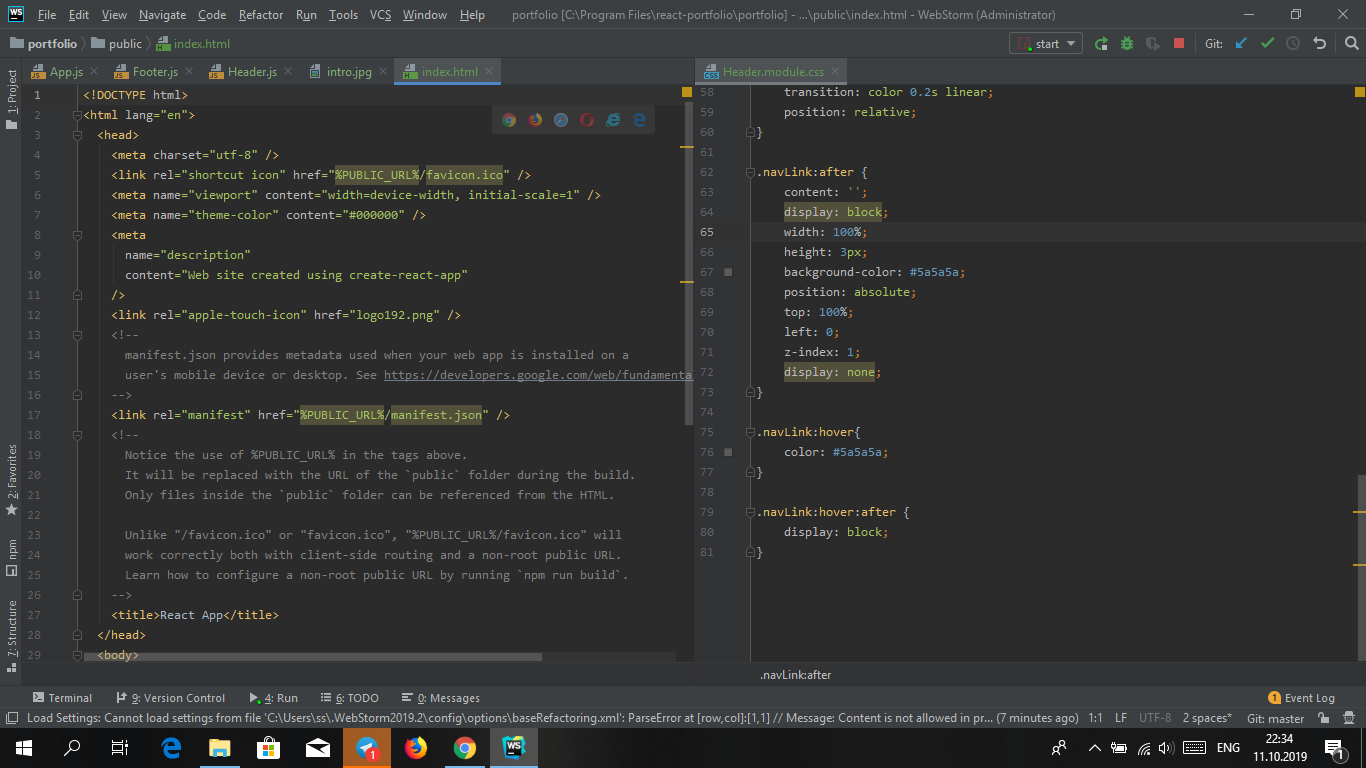 WS File Edit View Navigate Code Refactor Run Tools VCS Window Help portfolio [C:\Program Files\react-portfolio\portfolio] - ...\public\index.html - WebStorm (Administrator)
portfolio public index.html start Git:
App.js Footer.js Header.js intro.jpg index.html Header.module.css
1: Project
2: Favorites
npm
7: Structure
1 <!DOCTYPE html>
2 <html lang="en">
3 <head>
4 <meta charset="utf-8" />
5 <link rel="shortcut icon" href="%PUBLIC_URL%/favicon.ico" />
6 <meta name="viewport" content="width=device-width, initial-scale=1" />
7 <meta name="theme-color" content="#000000" />
8 <meta
9 name="description"
10 content="Web site created using create-react-app"
11 />
12 <link rel="apple-touch-icon" href="logo192.png" />
13 <!--
14 manifest.json provides metadata used when your web app is installed on a
15 user's mobile device or desktop. See https://developers.google.com/web/fundamenta
16 -->
17 <link rel="manifest" href="%PUBLIC_URL%/manifest.json" />
18 <!--
19 Notice the use of %PUBLIC_URL% in the tags above.
20 It will be replaced with the URL of the `public` folder during the build.
21 Only files inside the `public` folder can be referenced from the HTML.
22
23 Unlike "/favicon.ico" or "favicon.ico", "%PUBLIC_URL%/favicon.ico" will
24 work correctly both with client-side routing and a non-root public URL.
25 Learn how to configure a non-root public URL by running `npm run build`.
26 -->
27 <title>React App</title>
28 </head>
29 <body>
58 transition: color 0.2s linear;
59 position: relative;
60 }
61
62 .navLink:after {
63 content: '';
64 display: block;
65 width: 100%;
66 height: 3px;
67 background-color: #5a5a5a;
68 position: absolute;
69 top: 100%;
70 left: 0;
71 z-index: 1;
72 display: none;
73 }
74
75 .navLink:hover{
76 color: #5a5a5a;
77 }
78
79 .navLink:hover:after {
80 display: block;
81 }
.navLink:after
Terminal 9: Version Control 4: Run 6: TODO 0: Messages 1 Event Log
Load Settings: Cannot load settings from file 'C:\Users\ss\.WebStorm2019.2\config\options\baseRefactoring.xml': ParseError at [row,col]:[1,1] // Message: Content is not allowed in pr... (7 minutes ago) 1:1 LF UTF-8 2 spaces* Git: master
1 WS ENG 22:34 1
11.10.2019